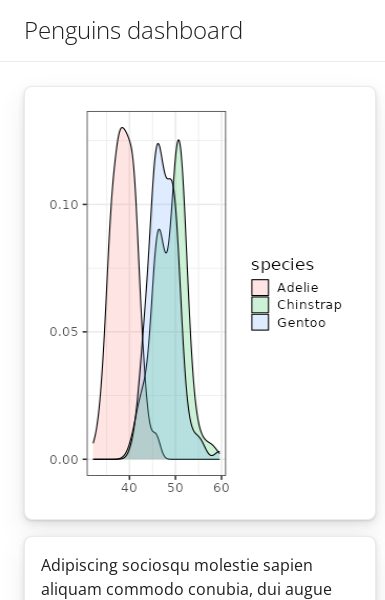 Penguins dashboard
0.10
0.05
0.00
40 50 60
species
Adelie
Chinstrap
Gentoo
Adipiscing sociosqu molestie sapien
aliquam commodo conubia, dui augue